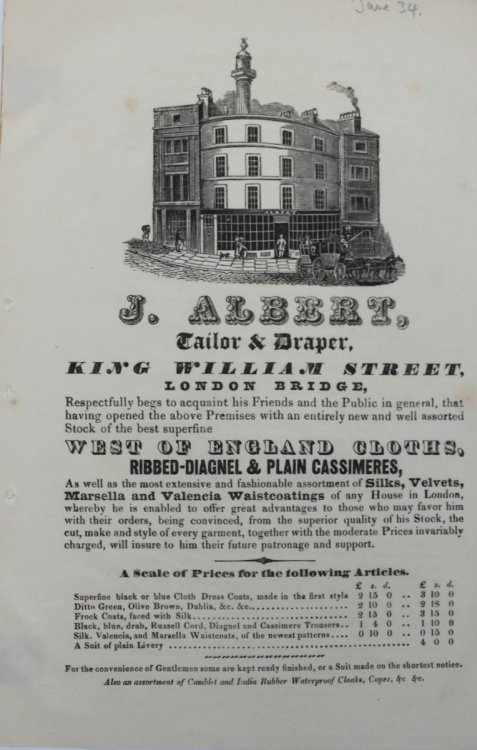 June 34.
ALBERT
J. ALBERT,
Tailor & Draper,
KING WILLIAM STREET,
LONDON BRIDGE,
Respectfully begs to acquaint his Friends and the Public in general, that
having opened the above Premises with an entirely new and well assorted
Stock of the best superfine
WEST OF ENGLAND CLOTHS,
RIBBED-DIAGNEL & PLAIN CASSIMERES,
As well as the most extensive and fashionable assortment of Silks, Velvets,
Marsella and Valencia Waistcoatings of any House in London,
whereby he is enabled to offer great advantages to those who may favor him
with their orders, being convinced, from the superior quality of his Stock, the
cut, make and style of every garment, together with the moderate Prices invariably
charged, will insure to him their future patronage and support.
A Scale of Prices for the following Articles.
£ s. d. £ s. d.
Superfine black or blue Cloth Dress Coats, made in the first style 2 15 0 .. 3 10 0
Ditto Green, Olive Brown, Dahlia, &c. &c. 2 10 0 .. 2 18 0
Frock Coats, faced with Silk 2 15 0 .. 3 15 0
Black, blue, drab, Russell Cord, Diagnel and Cassimere Trousers.. 1 4 0 .. 1 10 0
Silk, Valencia, and Marsella Waistcoats, of the newest patterns.... 0 10 0 .. 0 15 0
A Suit of plain Livery 4 0 0
For the convenience of Gentlemen some are kept ready finished, or a Suit made on the shortest notice.
Also an assortment of Camblet and India Rubber Waterproof Cloaks, Capes, &c &c.